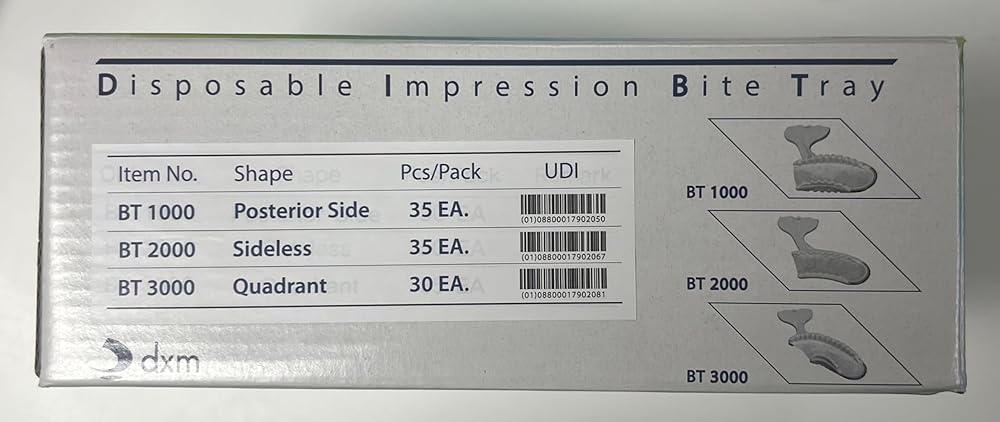 Disposable Impression Bite Tray
Item No. Shape Pcs/Pack UDI
BT 1000 Posterior Side 35 EA.
(01)08800017902050
BT 2000 Sideless 35 EA.
(01)08800017902067
BT 3000 Quadrant 30 EA.
(01)08800017902081
BT 1000
BT 2000
BT 3000
dxm